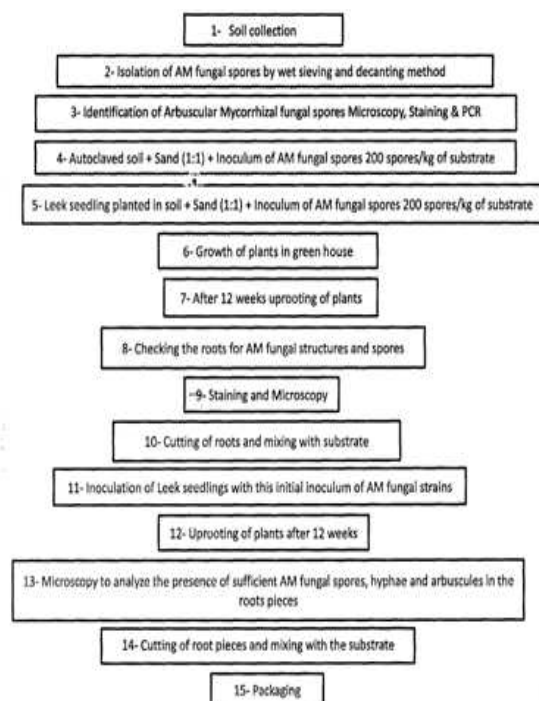 1- Soil collection
2- Isolation of AM fungal spores by wet sieving and decanting method
3- Identification of Arbuscular Mycorrhizal fungal spores Microscopy, Staining & PCR
4- Autoclaved soil + Sand (1:1) + Inoculum of AM fungal spores 200 spores/kg of substrate
5- Leek seedling planted in soil + Sand (1:1) + Inoculum of AM fungal spores 200 spores/kg of substrate
6- Growth of plants in green house
7- After 12 weeks uprooting of plants
8- Checking the roots for AM fungal structures and spores
9- Staining and Microscopy
10- Cutting of roots and mixing with substrate
11- Inoculation of Leek seedlings with this initial inoculum of AM fungal strains
12- Uprooting of plants after 12 weeks
13- Microscopy to analyze the presence of sufficient AM fungal spores, hyphae and arbuscules in the
roots pieces
14- Cutting of root pieces and mixing with the substrate
15- Packaging